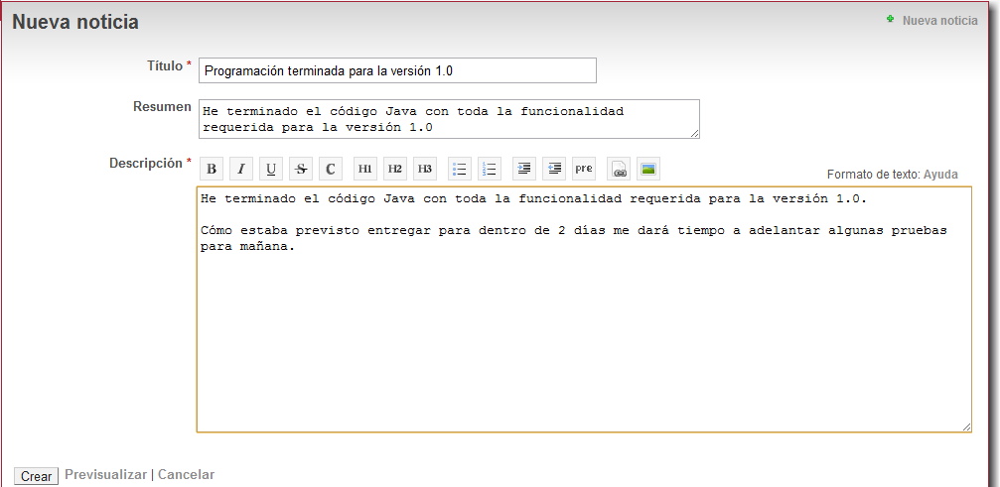 Nueva noticia
Nueva noticia
Título *
Programación terminada para la versión 1.0
Resumen
He terminado el código Java con toda la funcionalidad
requerida para la versión 1.0
Descripción *
B I U S C H1 H2 H3 pre
Formato de texto: Ayuda
He terminado el código Java con toda la funcionalidad requerida para la versión 1.0.
Cómo estaba previsto entregar para dentro de 2 días me dará tiempo a adelantar algunas pruebas
para mañana.
Crear Previsualizar | Cancelar